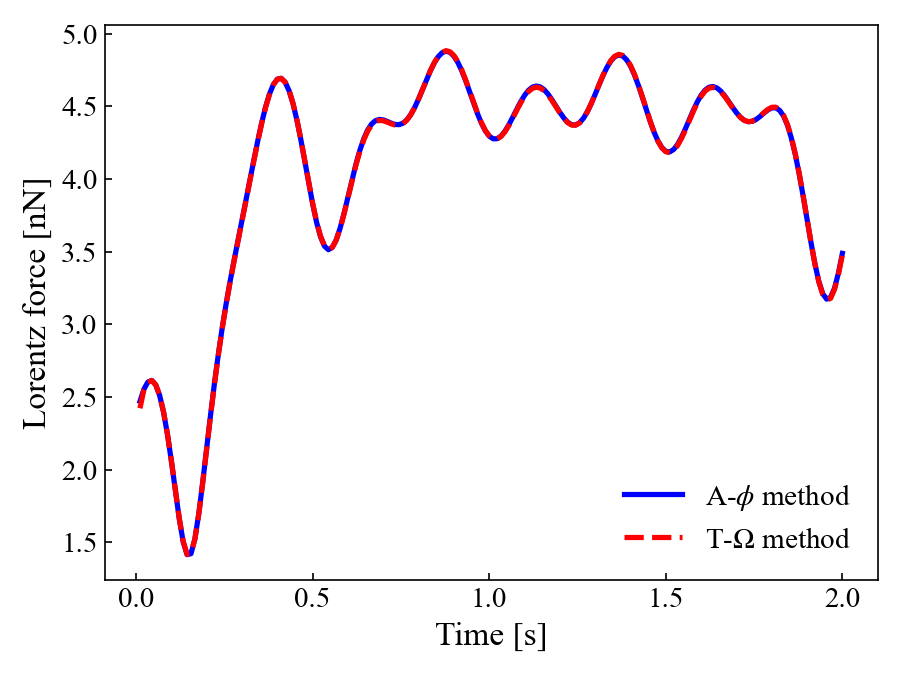 5.0
4.5
4.0
3.5
3.0
2.5
2.0
1.5
Lorentz force [nN]
A-ϕ method
T-Ω method
0.0 0.5 1.0 1.5 2.0
Time [s]